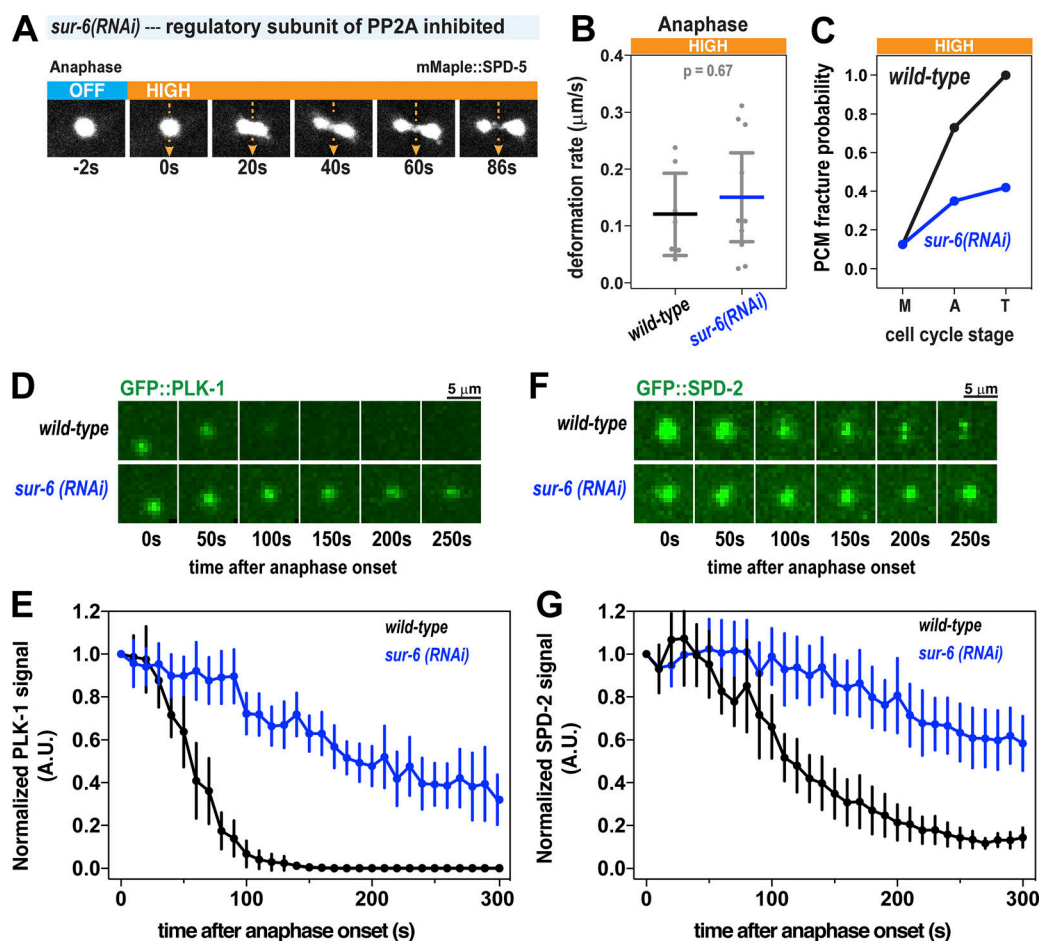 A
sur-6(RNAi) --- regulatory subunit of PP2A inhibited
Anaphase mMaple::SPD-5
OFF HIGH
-2s 0s 20s 40s 60s 86s
B
Anaphase
HIGH
p = 0.67
deformation rate (μm/s)
0.4
0.3
0.2
0.1
0.0
wild-type sur-6(RNAi)
C
HIGH
wild-type
sur-6(RNAi)
PCM fracture probability
1.0
0.8
0.6
0.4
0.2
0.0
M A T
cell cycle stage
D
GFP::PLK-1 5 μm
wild-type
sur-6 (RNAi)
0s 50s 100s 150s 200s 250s
time after anaphase onset
F
GFP::SPD-2 5 μm
wild-type
sur-6 (RNAi)
0s 50s 100s 150s 200s 250s
time after anaphase onset
E
Normalized PLK-1 signal
(A.U.)
1.2
1.0
0.8
0.6
0.4
0.2
0.0
wild-type
sur-6 (RNAi)
0 100 200 300
time after anaphase onset (s)
G
Normalized SPD-2 signal
(A.U.)
1.2
1.0
0.8
0.6
0.4
0.2
0.0
wild-type
sur-6 (RNAi)
0 100 200 300
time after anaphase onset (s)